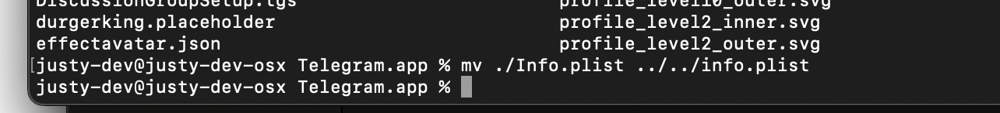 DiscussionGroupSetup.tgs profile_level10_outer.svg
durgerking.placeholder profile_level2_inner.svg
effectavatar.json profile_level2_outer.svg
[justy-dev@justy-dev-osx Telegram.app % mv ./Info.plist ../../info.plist
justy-dev@justy-dev-osx Telegram.app %